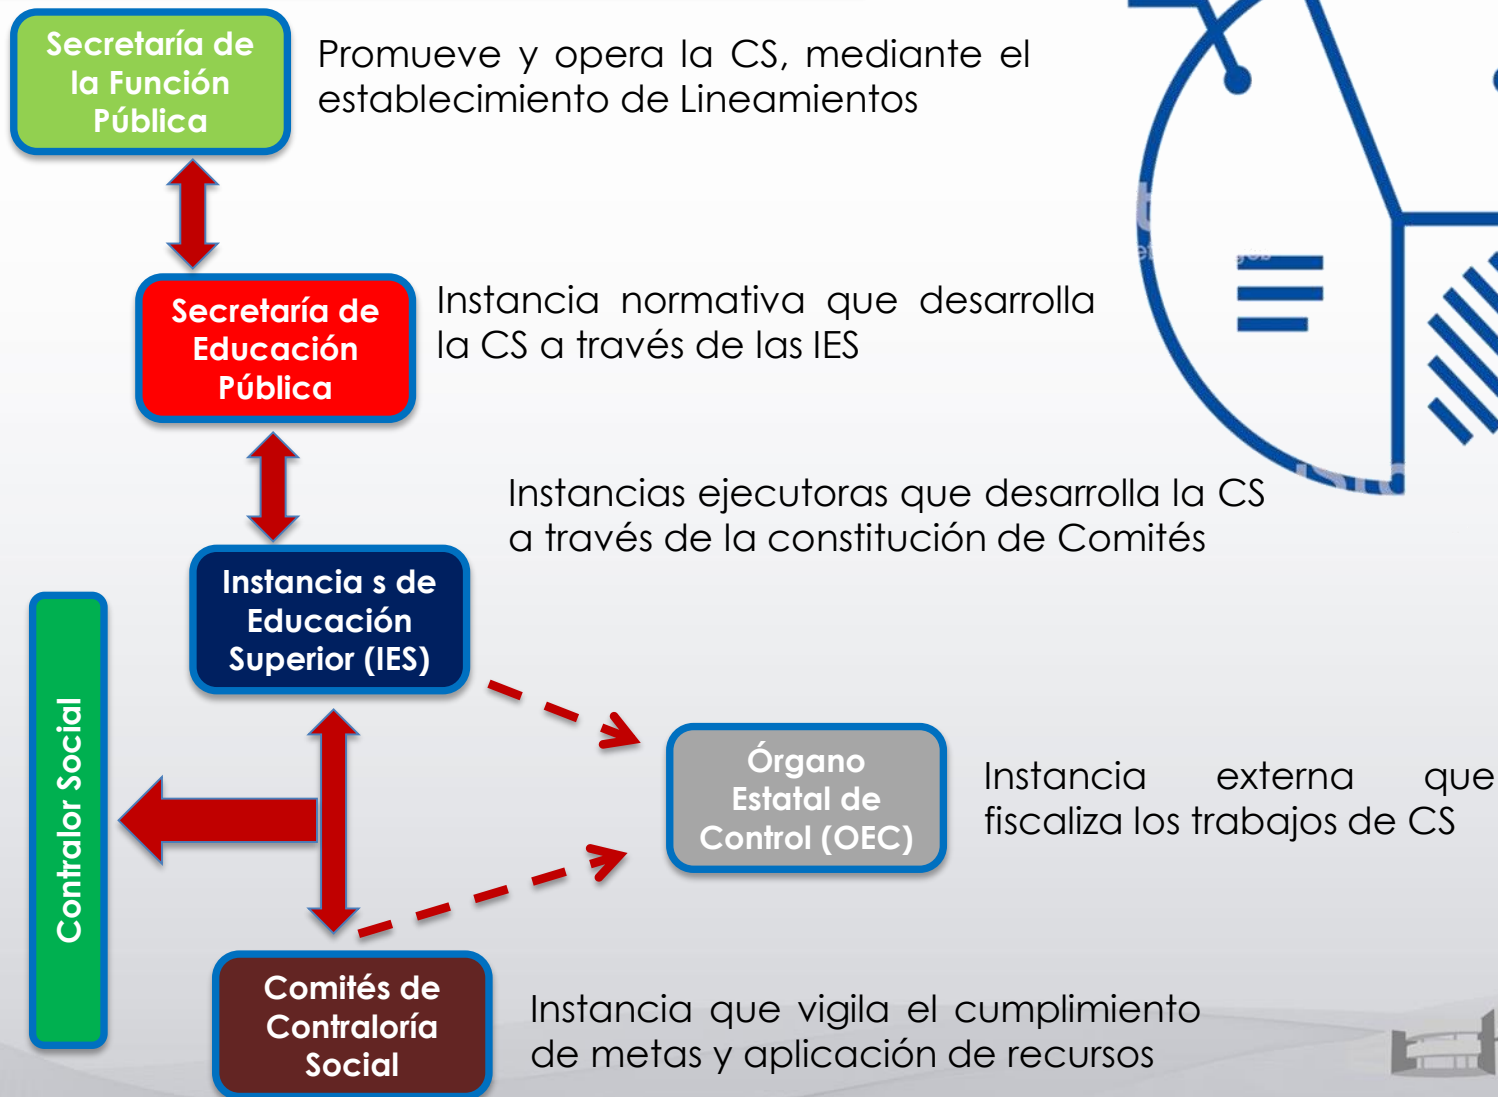 Secretaría de
la Función
Pública
Promueve y opera la CS, mediante el
establecimiento de Lineamientos
Secretaría de
Educación
Pública
Instancia normativa que desarrolla
la CS a través de las IES
Instancias ejecutoras que desarrolla la CS
a través de la constitución de Comités
Instancia s de
Educación
Superior (IES)
Contralor Social
Órgano
Estatal de
Control (OEC)
Instancia externa que
fiscaliza los trabajos de CS
Comités de
Contraloría
Social
Instancia que vigila el cumplimiento
de metas y aplicación de recursos